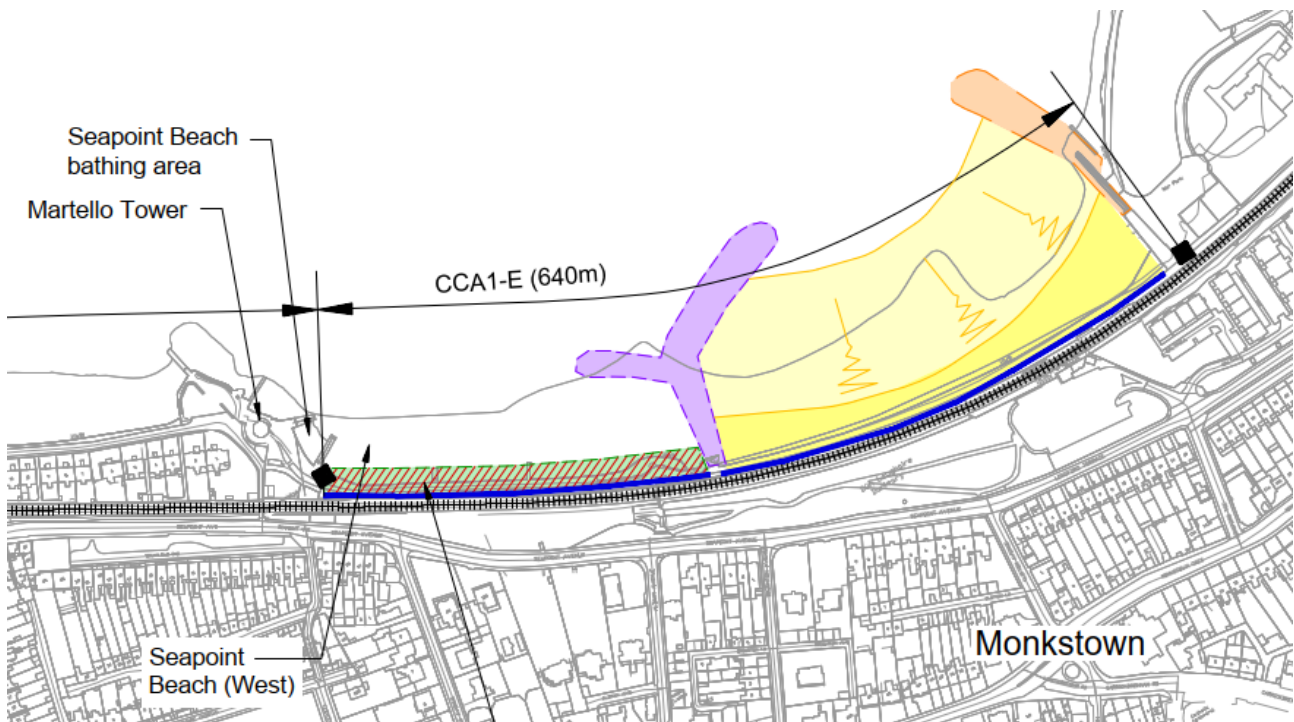 Seapoint Beach
bathing area
Martello Tower
CCA1-E (640m)
Seapoint
Beach (West)
Monkstown